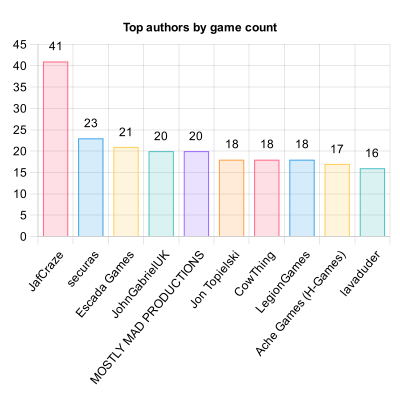 Top authors by game count
45
40
35
30
25
20
15
10
5
0
41
23
21
20
20
18
18
18
17
16
JafCraze
securas
Escada Games
JohnGabrielUK
MOSTLY MAD PRODUCTIONS
Jon Topielski
CowThing
LegionGames
Ache Games (H-Games)
lavaduder